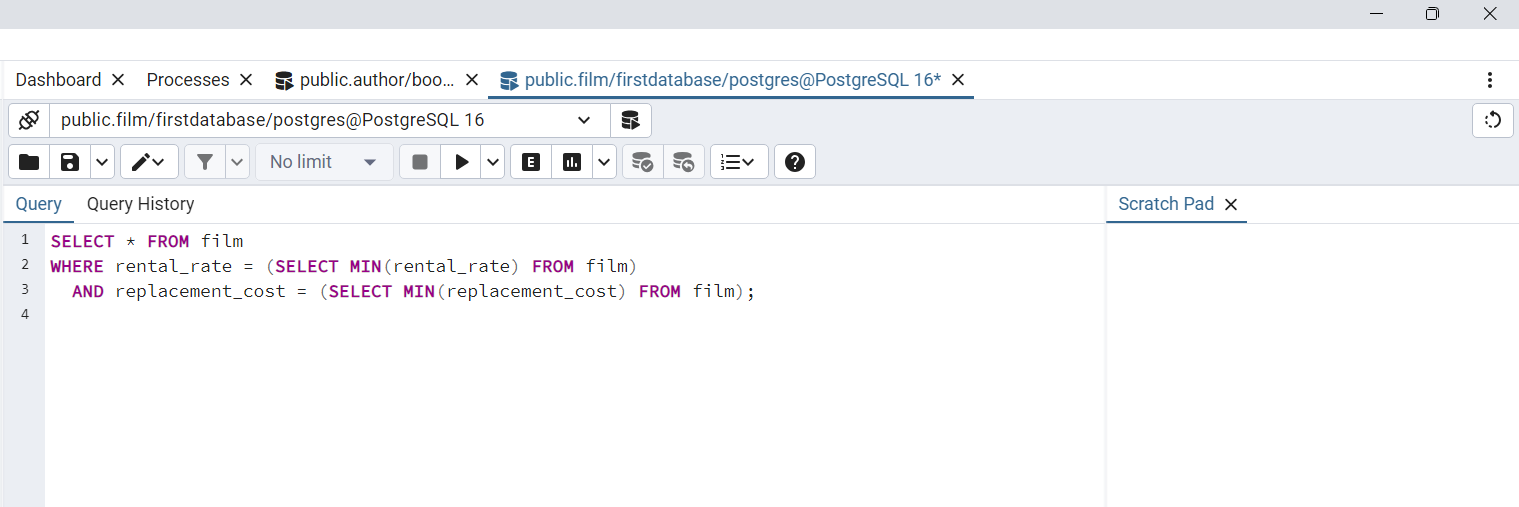 Dashboard Processes public.author/boo... public.film/firstdatabase/postgres@PostgreSQL 16*
public.film/firstdatabase/postgres@PostgreSQL 16
No limit E
Query Query History Scratch Pad
1 SELECT * FROM film
2 WHERE rental_rate = (SELECT MIN(rental_rate) FROM film)
3 AND replacement_cost = (SELECT MIN(replacement_cost) FROM film);
4